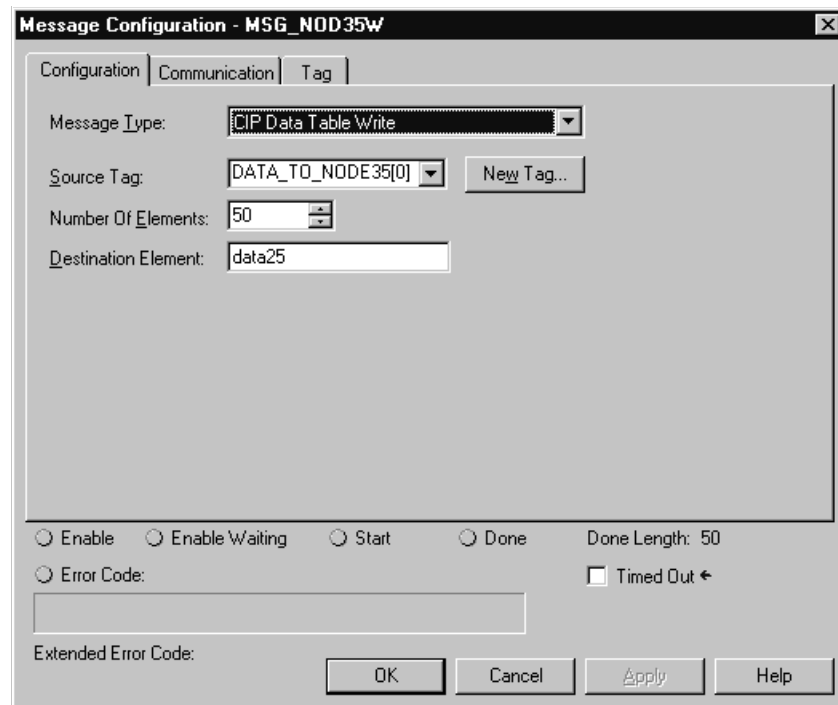 Message Configuration - MSG_NOD35W
Configuration Communication Tag
Message Type: CIP Data Table Write
Source Tag: DATA_TO_NODE35[0] New Tag...
Number Of Elements: 50
Destination Element: data25
Enable Enable Waiting Start Done Done Length: 50
Error Code: Timed Out ←
Extended Error Code:
OK Cancel Apply Help